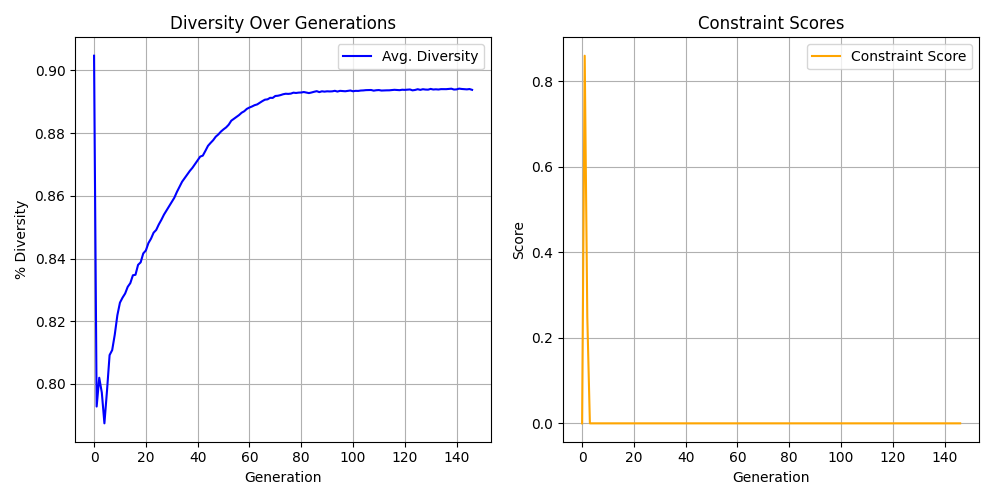 Diversity Over Generations
Avg. Diversity
0.90
0.88
0.86
0.84
0.82
0.80
% Diversity
0 20 40 60 80 100 120 140
Generation
Constraint Scores
Constraint Score
0.8
0.6
0.4
0.2
0.0
Score
0 20 40 60 80 100 120 140
Generation